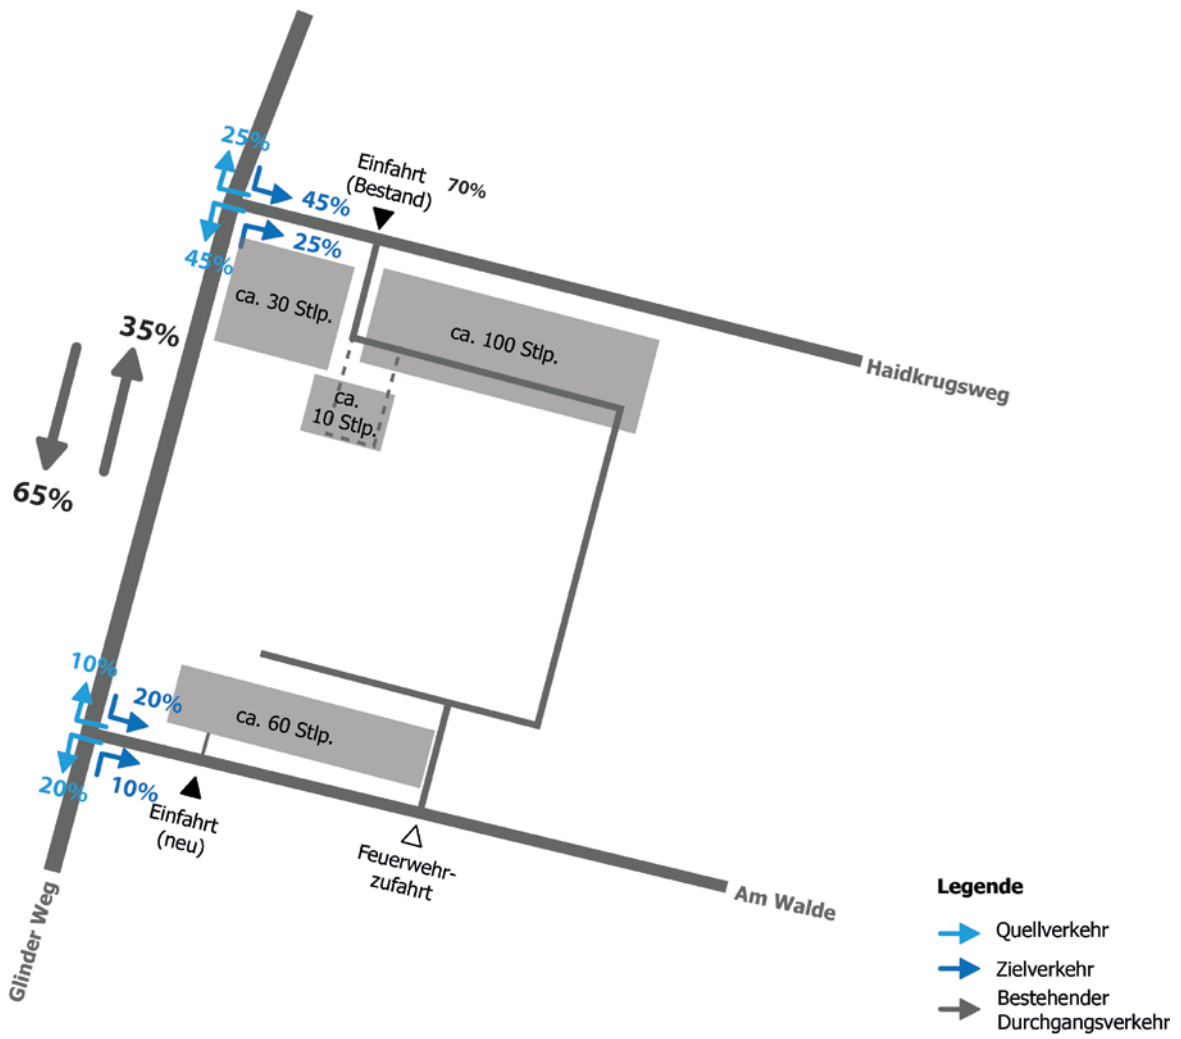 25%
Einfahrt
(Bestand)
70%
45%
25%
45%
ca. 30 Stlp.
ca. 100 Stlp.
35%
Haidkrugsweg
ca.
10 Stlp.
65%
10%
20%
ca. 60 Stlp.
20%
10%
Einfahrt
(neu)
Feuerwehr-
zufahrt
Am Walde
Glinder Weg
Legende
Quellverkehr
Zielverkehr
Bestehender
Durchgangsverkehr